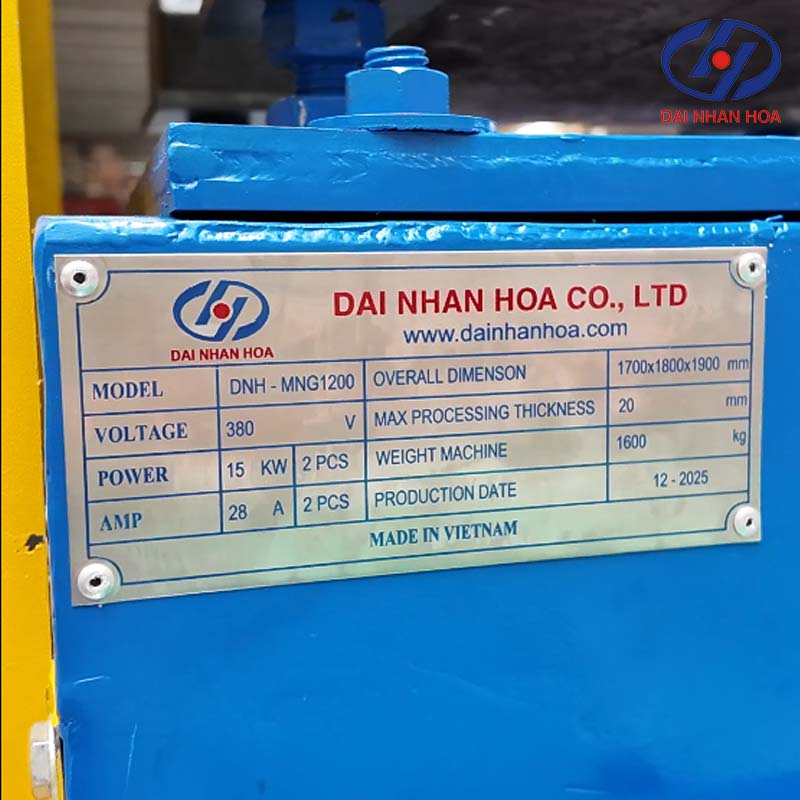 DAI NHAN HOA
DAI NHAN HOA CO., LTD
www.dainhanhoa.com
DAI NHAN HOA
MODEL DNH - MNG1200 OVERALL DIMENSON 1700x1800x1900 mm
VOLTAGE 380 V MAX PROCESSING THICKNESS 20 mm
POWER 15 KW 2 PCS WEIGHT MACHINE 1600 kg
AMP 28 A 2 PCS PRODUCTION DATE 12 - 2025
MADE IN VIETNAM